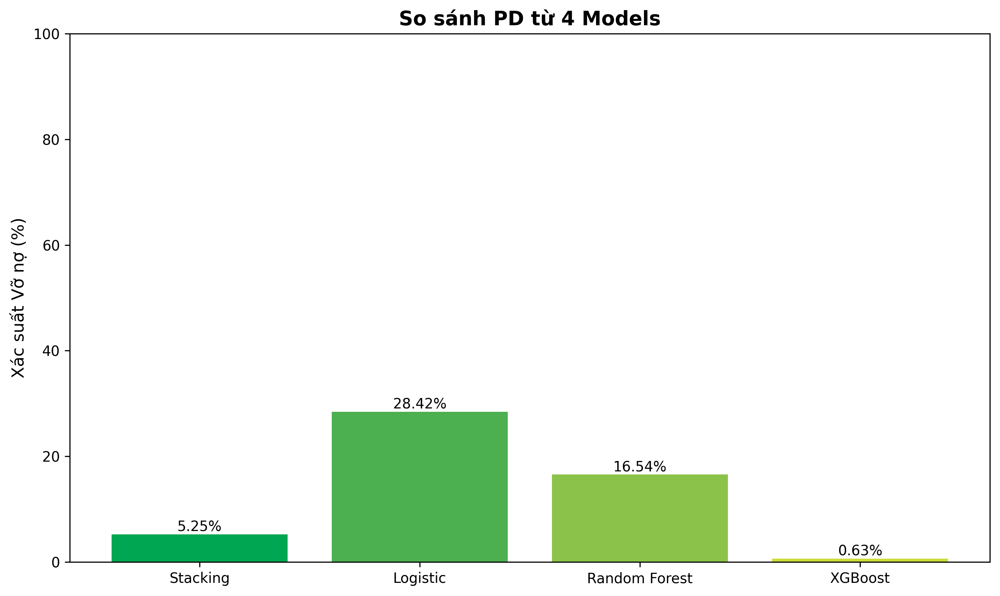 So sánh PD từ 4 Models
Xác suất Vỡ nợ (%)
100
80
60
40
20
0
5.25%
28.42%
16.54%
0.63%
Stacking
Logistic
Random Forest
XGBoost